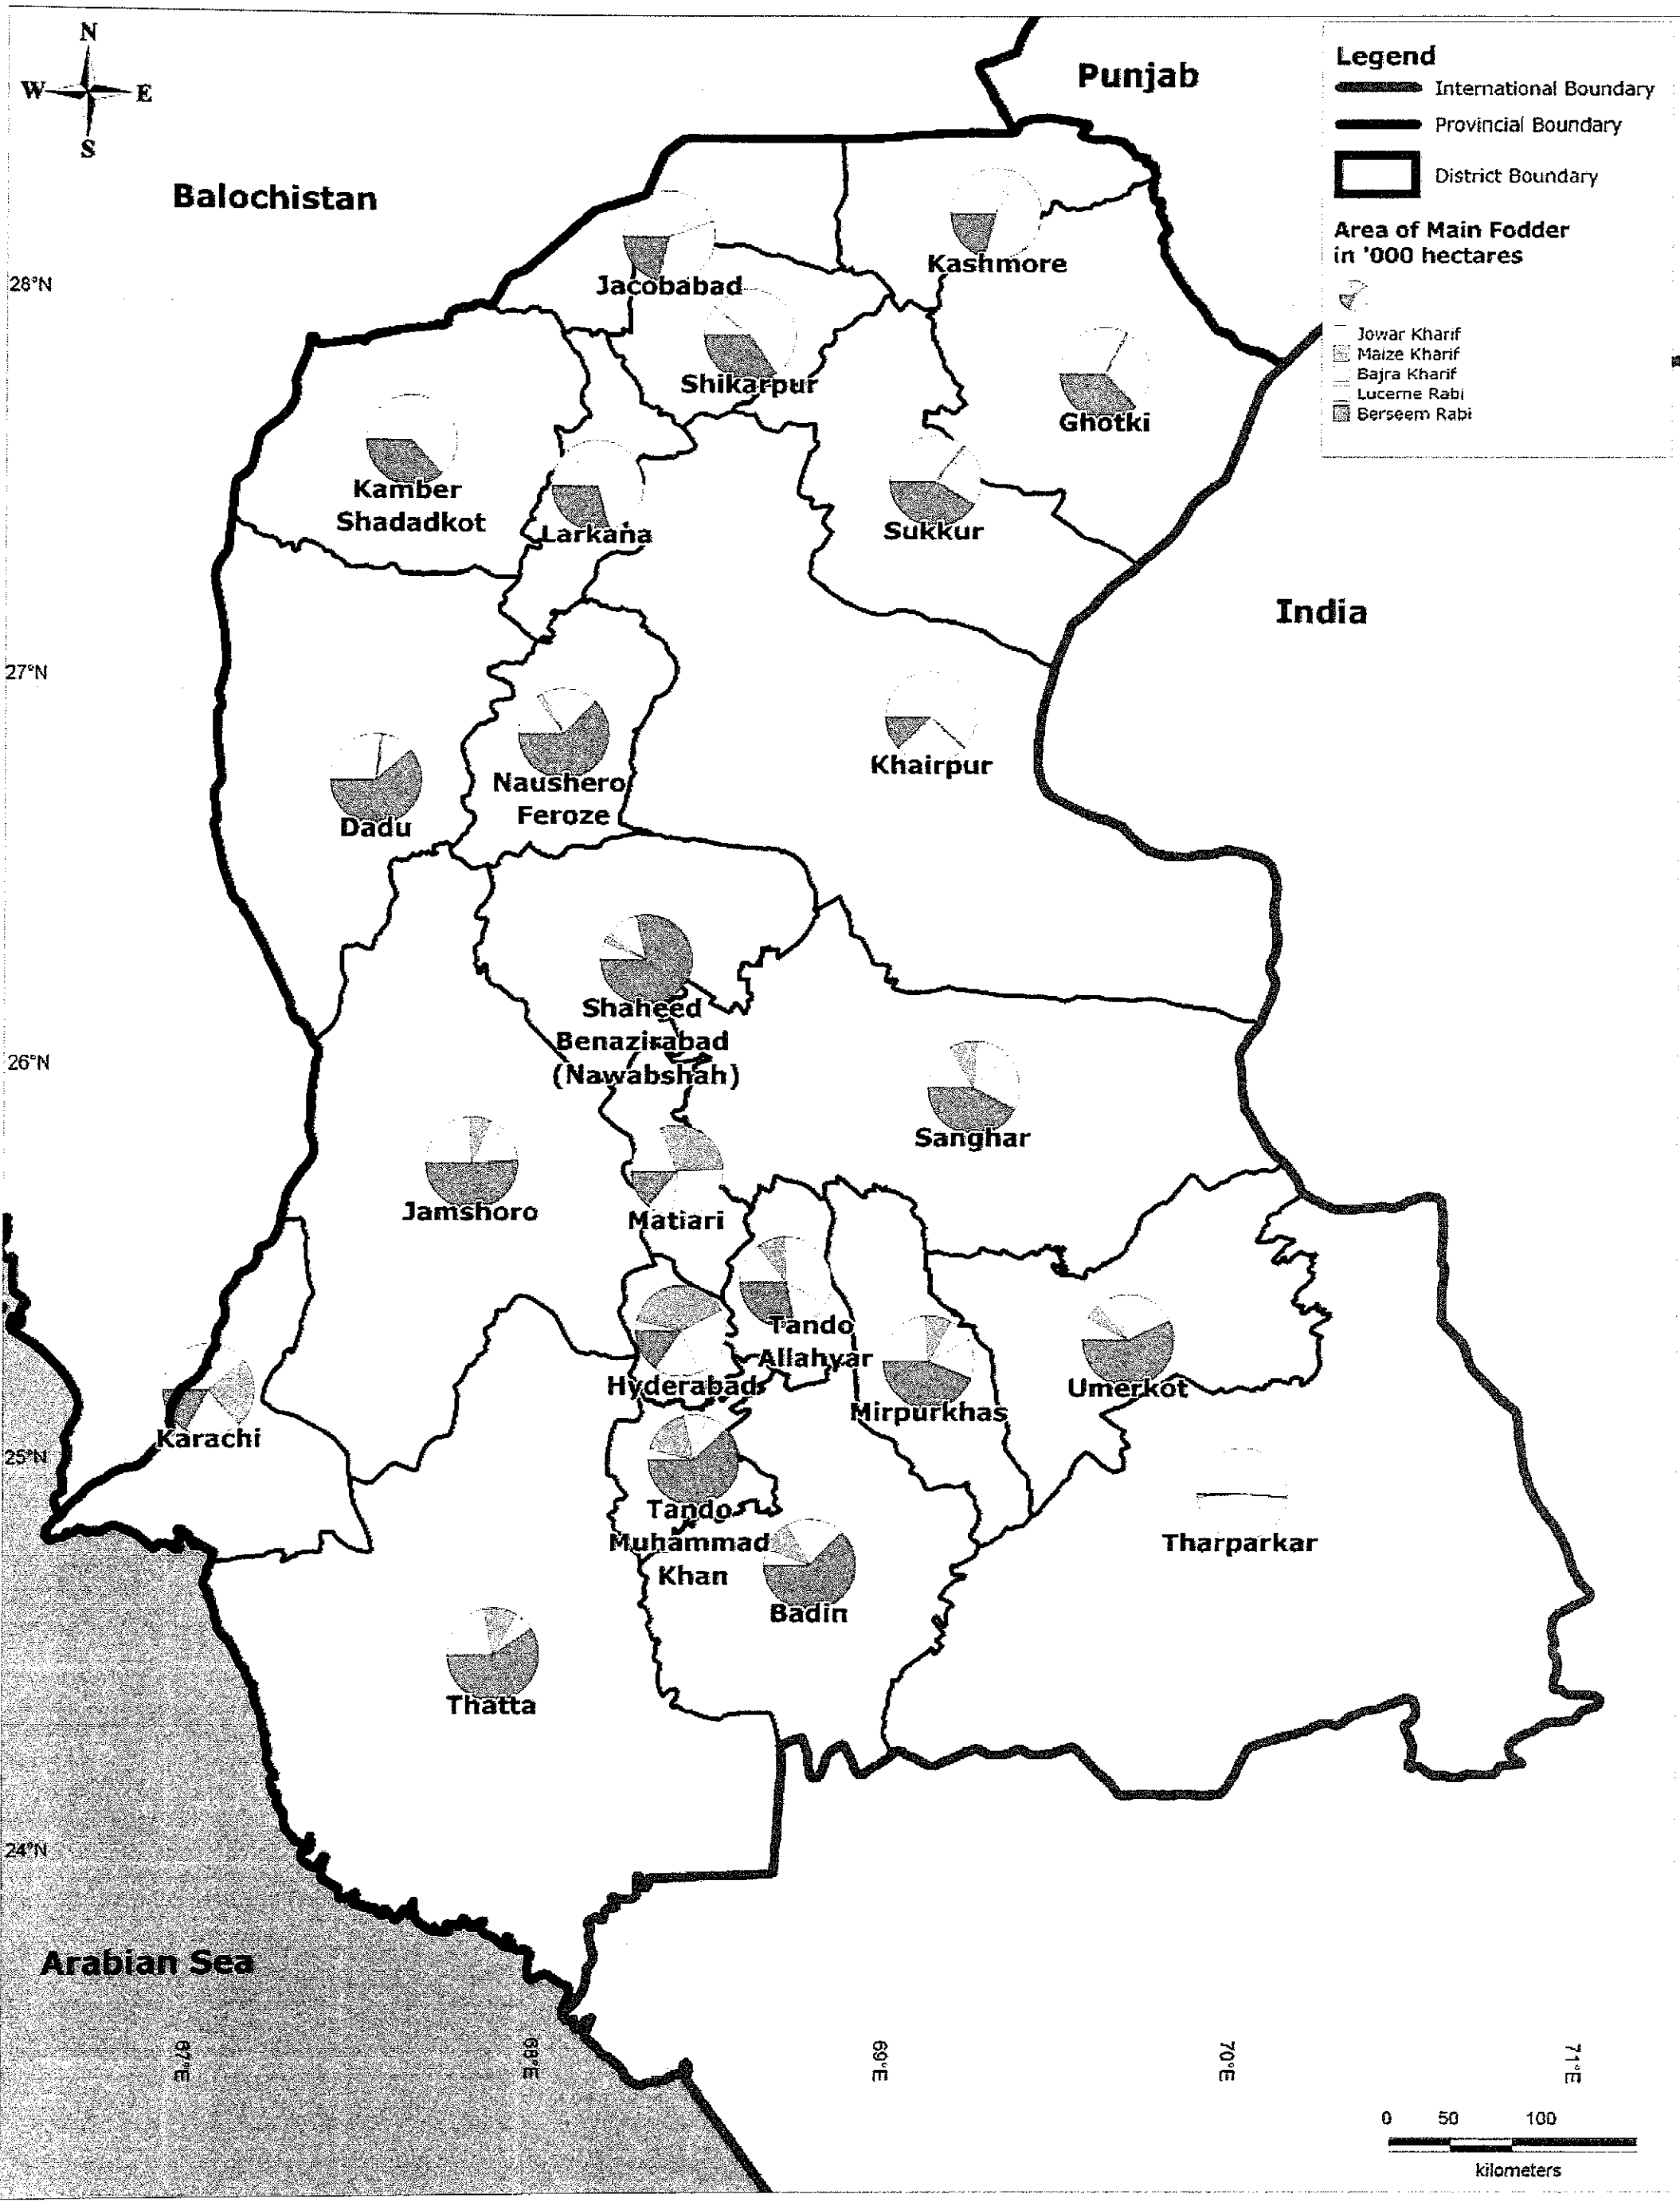 N
W E
S
Punjab
Balochistan
Legend
International Boundary
Provincial Boundary
District Boundary
Area of Main Fodder
in '000 hectares
Jowar Kharif
Maize Kharif
Bajra Kharif
Lucerne Rabi
Berseem Rabi
28°N
Jacobabad
Kashmore
Shikarpur
Ghotki
Kamber
Shadadkot
Larkana
Sukkur
India
27°N
Khairpur
Naushero
Feroze
Dadu
Shaheed
Benazirabad
(Nawabshah)
26°N
Sanghar
Jamshoro
Matiari
Tando
Allahyar
Hyderabad
Mirpurkhas
Umerkot
Karachi
25°N
Tando
Muhammad
Khan
Tharparkar
Badin
Thatta
24°N
Arabian Sea
67°E
68°E
69°E
70°E
71°E
0 50 100
kilometers